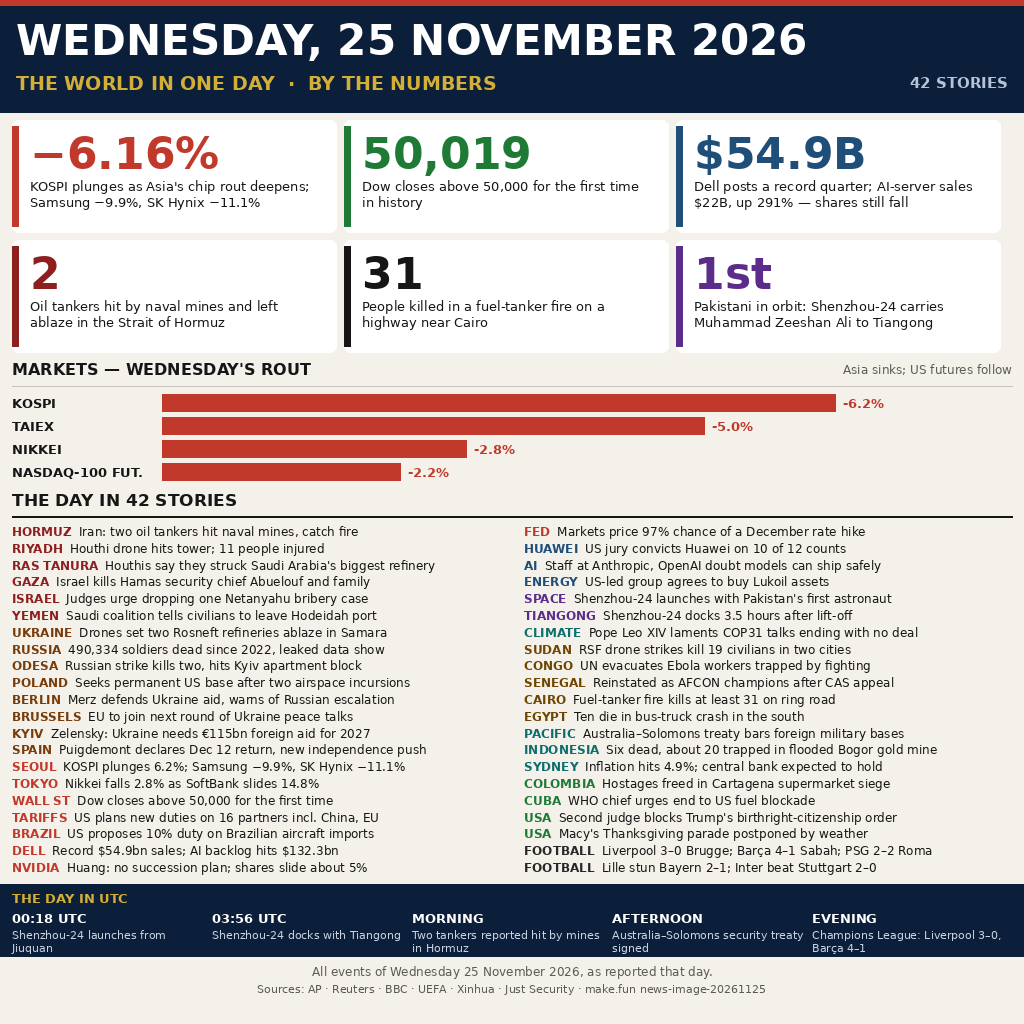 WEDNESDAY, 25 NOVEMBER 2026
THE WORLD IN ONE DAY · BY THE NUMBERS
42 STORIES
−6.16%
KOSPI plunges as Asia's chip rout deepens;
Samsung −9.9%, SK Hynix −11.1%
50,019
Dow closes above 50,000 for the first time
in history
$54.9B
Dell posts a record quarter; AI-server sales
$22B, up 291% — shares still fall
2
Oil tankers hit by naval mines and left
ablaze in the Strait of Hormuz
31
People killed in a fuel-tanker fire on a
highway near Cairo
1st
Pakistani in orbit: Shenzhou-24 carries
Muhammad Zeeshan Ali to Tiangong
MARKETS — WEDNESDAY'S ROUT
Asia sinks; US futures follow
KOSPI -6.2%
TAIEX -5.0%
NIKKEI -2.8%
NASDAQ-100 FUT. -2.2%
THE DAY IN 42 STORIES
HORMUZ Iran: two oil tankers hit naval mines, catch fire
RIYADH Houthi drone hits tower; 11 people injured
RAS TANURA Houthis say they struck Saudi Arabia's biggest refinery
GAZA Israel kills Hamas security chief Abuelouf and family
ISRAEL Judges urge dropping one Netanyahu bribery case
YEMEN Saudi coalition tells civilians to leave Hodeidah port
UKRAINE Drones set two Rosneft refineries ablaze in Samara
RUSSIA 490,334 soldiers dead since 2022, leaked data show
ODESA Russian strike kills two, hits Kyiv apartment block
POLAND Seeks permanent US base after two airspace incursions
BERLIN Merz defends Ukraine aid, warns of Russian escalation
BRUSSELS EU to join next round of Ukraine peace talks
KYIV Zelensky: Ukraine needs €115bn foreign aid for 2027
SPAIN Puigdemont declares Dec 12 return, new independence push
SEOUL KOSPI plunges 6.2%; Samsung −9.9%, SK Hynix −11.1%
TOKYO Nikkei falls 2.8% as SoftBank slides 14.8%
WALL ST Dow closes above 50,000 for the first time
TARIFFS US plans new duties on 16 partners incl. China, EU
BRAZIL US proposes 10% duty on Brazilian aircraft imports
DELL Record $54.9bn sales; AI backlog hits $132.3bn
NVIDIA Huang: no succession plan; shares slide about 5%
FED Markets price 97% chance of a December rate hike
HUAWEI US jury convicts Huawei on 10 of 12 counts
AI Staff at Anthropic, OpenAI doubt models can ship safely
ENERGY US-led group agrees to buy Lukoil assets
SPACE Shenzhou-24 launches with Pakistan's first astronaut
TIANGONG Shenzhou-24 docks 3.5 hours after lift-off
CLIMATE Pope Leo XIV laments COP31 talks ending with no deal
SUDAN RSF drone strikes kill 19 civilians in two cities
CONGO UN evacuates Ebola workers trapped by fighting
SENEGAL Reinstated as AFCON champions after CAS appeal
CAIRO Fuel-tanker fire kills at least 31 on ring road
EGYPT Ten die in bus-truck crash in the south
PACIFIC Australia–Solomons treaty bars foreign military bases
INDONESIA Six dead, about 20 trapped in flooded Bogor gold mine
SYDNEY Inflation hits 4.9%; central bank expected to hold
COLOMBIA Hostages freed in Cartagena supermarket siege
CUBA WHO chief urges end to US fuel blockade
USA Second judge blocks Trump's birthright-citizenship order
USA Macy's Thanksgiving parade postponed by weather
FOOTBALL Liverpool 3–0 Brugge; Barça 4–1 Sabah; PSG 2–2 Roma
FOOTBALL Lille stun Bayern 2–1; Inter beat Stuttgart 2–0
THE DAY IN UTC
00:18 UTC
Shenzhou-24 launches from
Jiuquan
03:56 UTC
Shenzhou-24 docks with Tiangong
MORNING
Two tankers reported hit by mines
in Hormuz
AFTERNOON
Australia–Solomons security treaty
signed
EVENING
Champions League: Liverpool 3–0,
Barça 4–1
All events of Wednesday 25 November 2026, as reported that day.
Sources: AP · Reuters · BBC · UEFA · Xinhua · Just Security · make.fun news-image-20261125